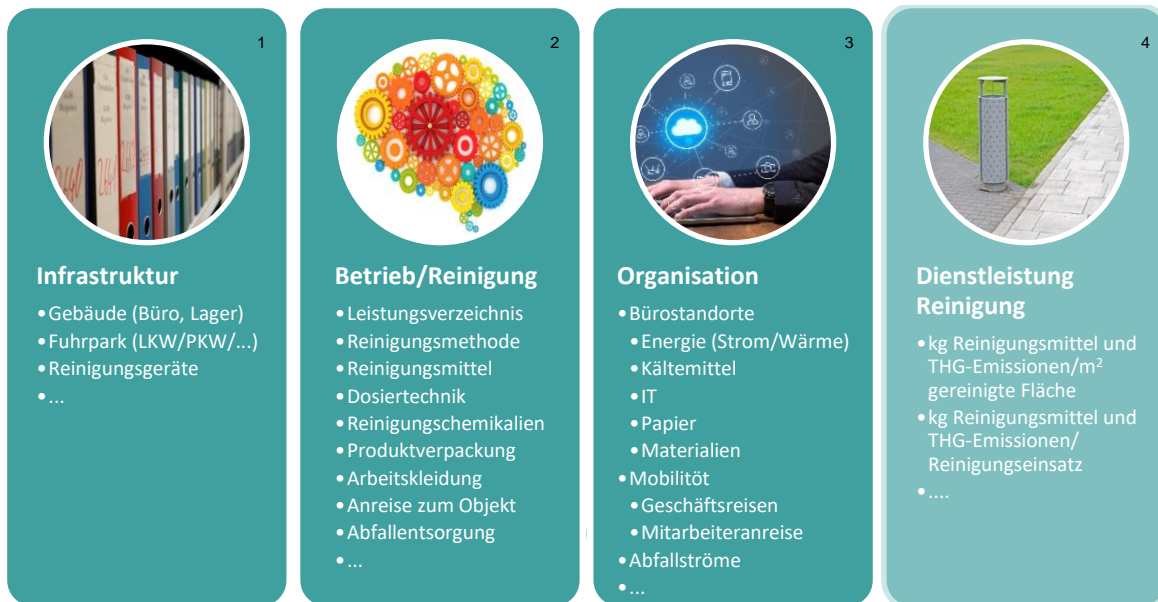 1
Infrastruktur
•Gebäude (Büro, Lager)
•Fuhrpark (LKW/PKW/...)
•Reinigungsgeräte
•...
2
Betrieb/Reinigung
•Leistungsverzeichnis
•Reinigungsmethode
•Reinigungsmittel
•Dosiertechnik
•Reinigungschemikalien
•Produktverpackung
•Arbeitskleidung
•Anreise zum Objekt
•Abfallentsorgung
•...
3
Organisation
•Bürostandorte
•Energie (Strom/Wärme)
•Kältemittel
•IT
•Papier
•Materialien
•Mobilitöt
•Geschäftsreisen
•Mitarbeiteranreise
•Abfallströme
•...
4
Dienstleistung
Reinigung
•kg Reinigungsmittel und
THG-Emissionen/m²
gereinigte Fläche
•kg Reinigungsmittel und
THG-Emissionen/
Reinigungseinsatz
•....